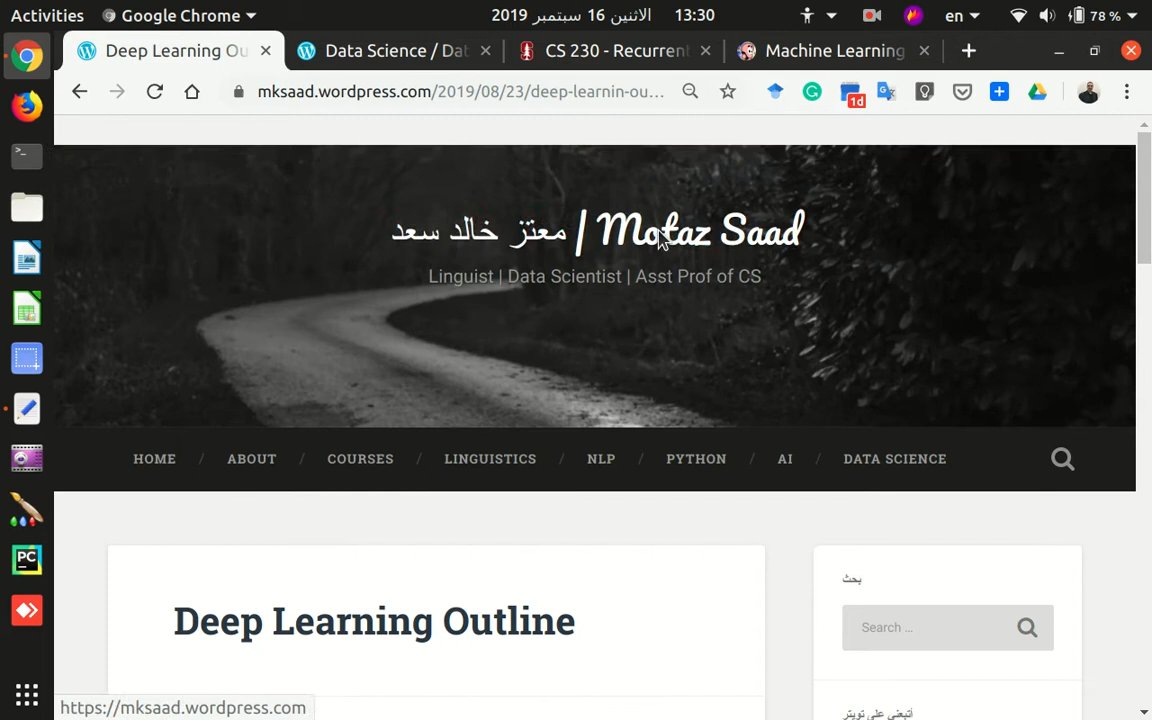 Activities Google Chrome الاثنين 16 سبتمبر 2019 13:30 en 78 %
Deep Learning Ou Data Science / Dat CS 230 - Recurrent Machine Learning
mksaad.wordpress.com/2019/08/23/deep-learnin-ou... 1d
معتز خالد سعد | Motaz Saad
Linguist | Data Scientist | Asst Prof of CS
HOME / ABOUT / COURSES / LINGUISTICS / NLP / PYTHON / AI / DATA SCIENCE
Deep Learning Outline
بحث
Search ...
أتبعني على تويتر
PC
https://mksaad.wordpress.com